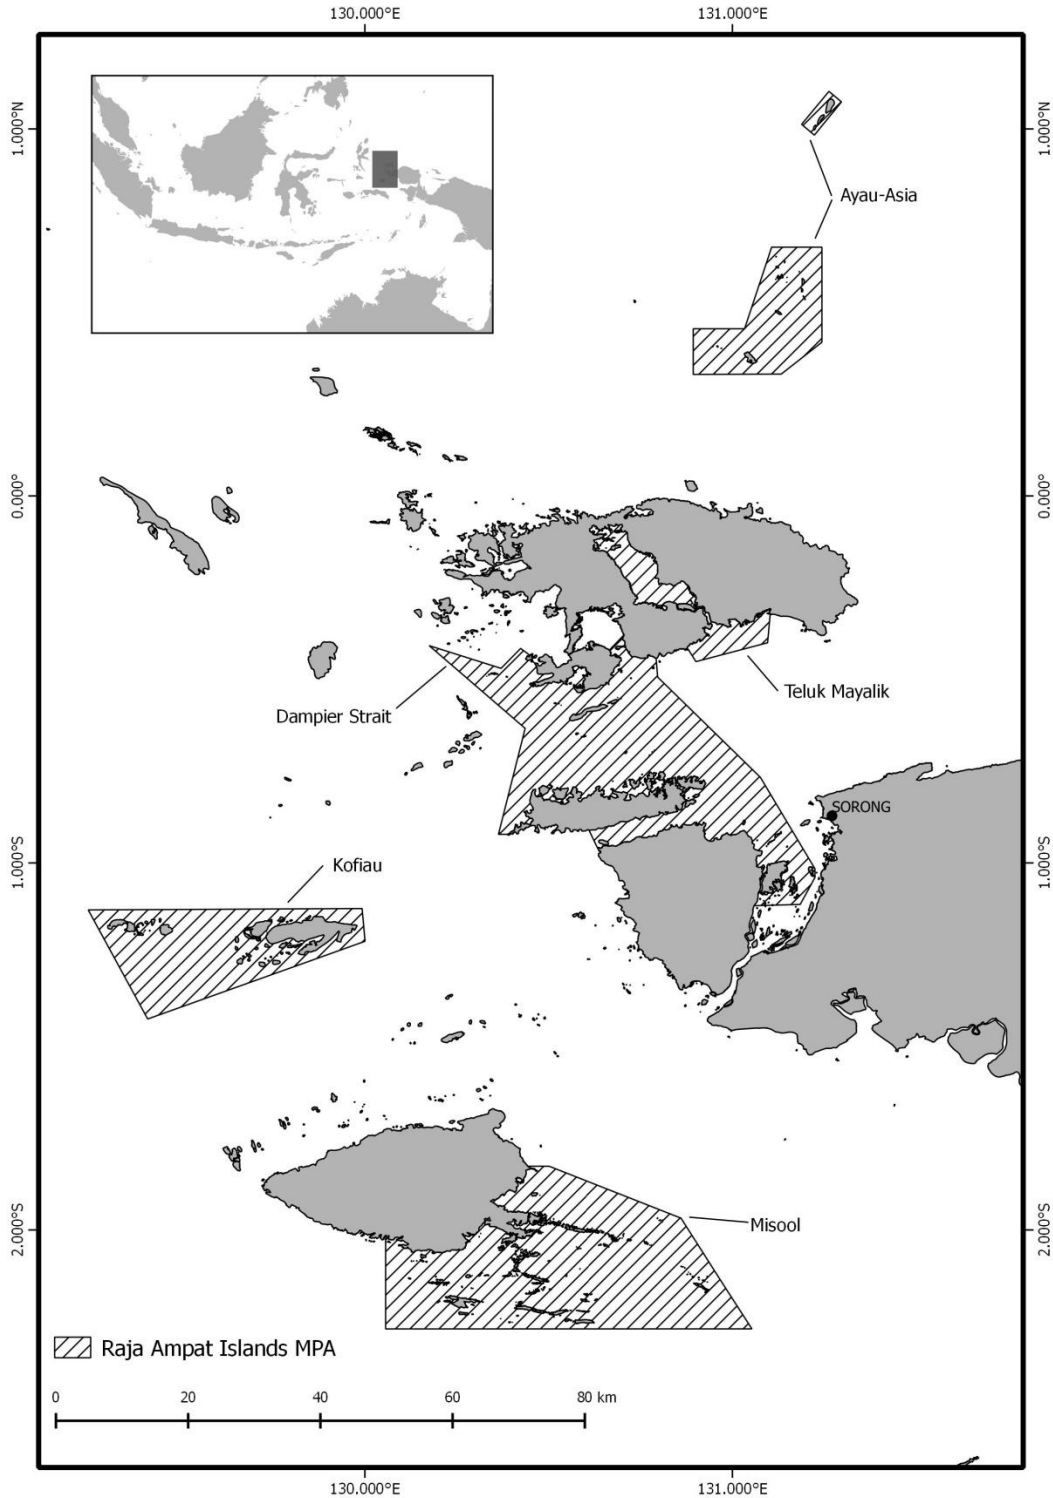 130.000°E
131.000°E
1.000°N
1.000°N
Ayau-Asia
0.000°
0.000°
Teluk Mayalik
Dampier Strait
SORONG
1.000°S
1.000°S
Kofiau
2.000°S
2.000°S
Misool
Raja Ampat Islands MPA
0
20
40
60
80 km
130.000°E
131.000°E